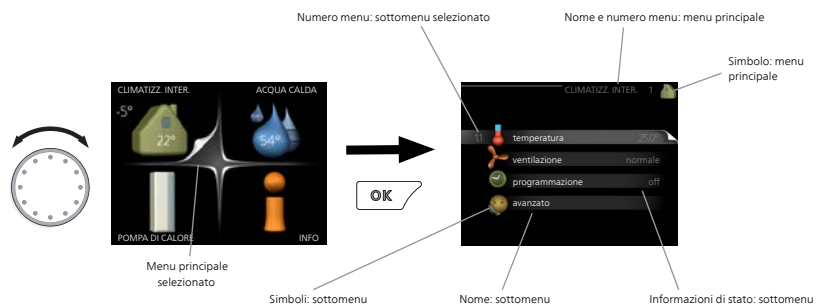 Numero menu: sottomenu selezionato
Nome e numero menu: menu principale
Simbolo: menu
principale
CLIMATIZZ. INTER.
ACQUA CALDA
-5°
22°
54°
POMPA DI CALORE
INFO
Menu principale
selezionato
OK
CLIMATIZZ. INTER. 1
1.1 temperatura 25.0°
ventilazione normale
programmazione off
avanzato
Simboli: sottomenu
Nome: sottomenu
Informazioni di stato: sottomenu